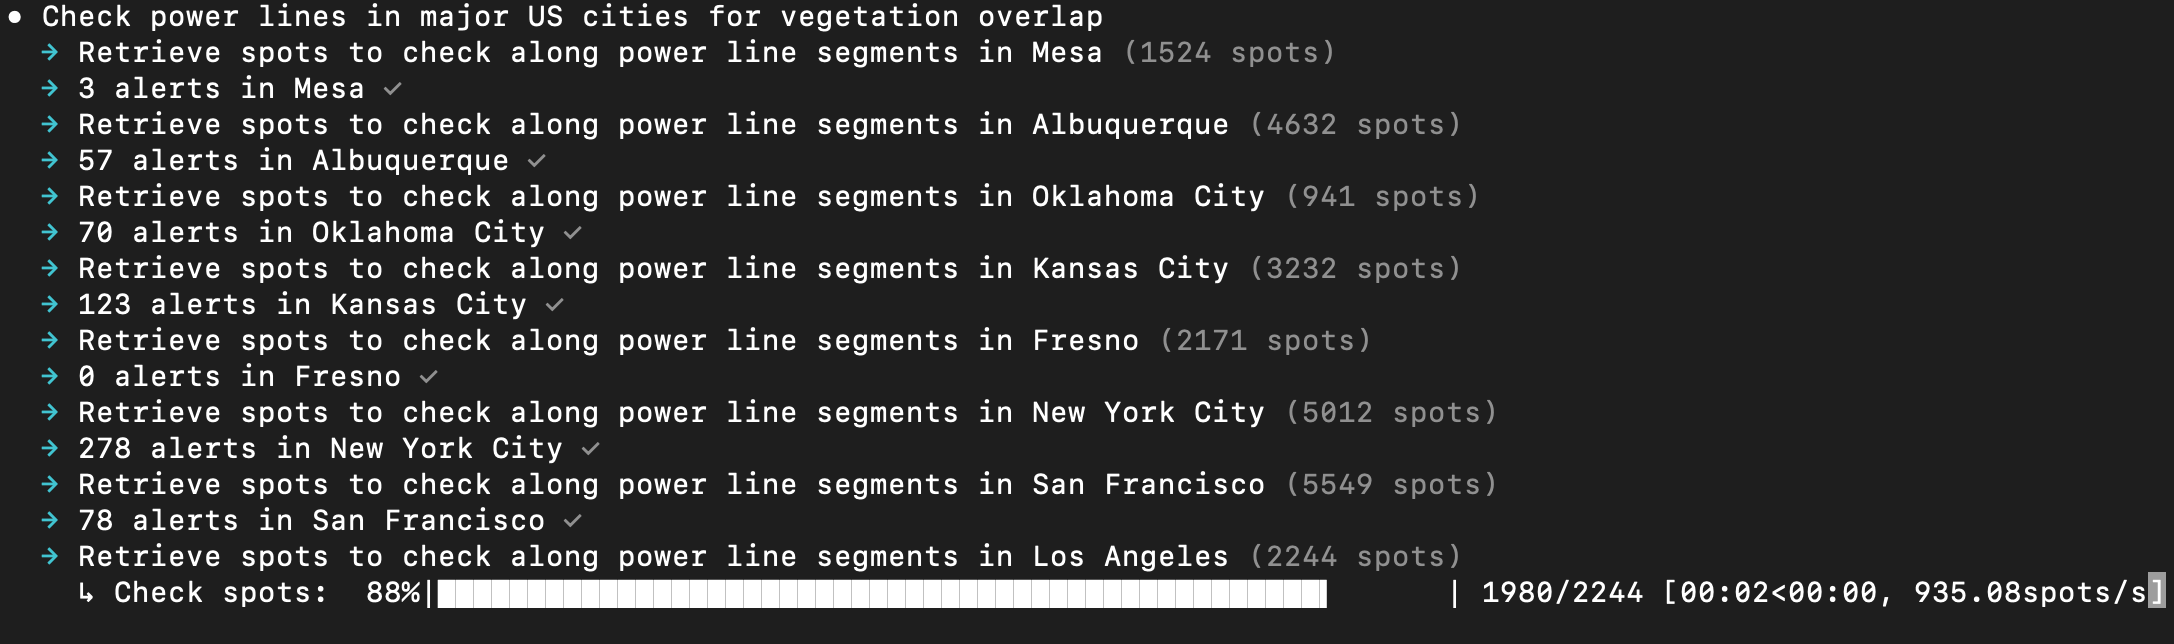 ● Check power lines in major US cities for vegetation overlap
→ Retrieve spots to check along power line segments in Mesa (1524 spots)
→ 3 alerts in Mesa ✓
→ Retrieve spots to check along power line segments in Albuquerque (4632 spots)
→ 57 alerts in Albuquerque ✓
→ Retrieve spots to check along power line segments in Oklahoma City (941 spots)
→ 70 alerts in Oklahoma City ✓
→ Retrieve spots to check along power line segments in Kansas City (3232 spots)
→ 123 alerts in Kansas City ✓
→ Retrieve spots to check along power line segments in Fresno (2171 spots)
→ 0 alerts in Fresno ✓
→ Retrieve spots to check along power line segments in New York City (5012 spots)
→ 278 alerts in New York City ✓
→ Retrieve spots to check along power line segments in San Francisco (5549 spots)
→ 78 alerts in San Francisco ✓
→ Retrieve spots to check along power line segments in Los Angeles (2244 spots)
↳ Check spots: 88%| | 1980/2244 [00:02<00:00, 935.08spots/s]